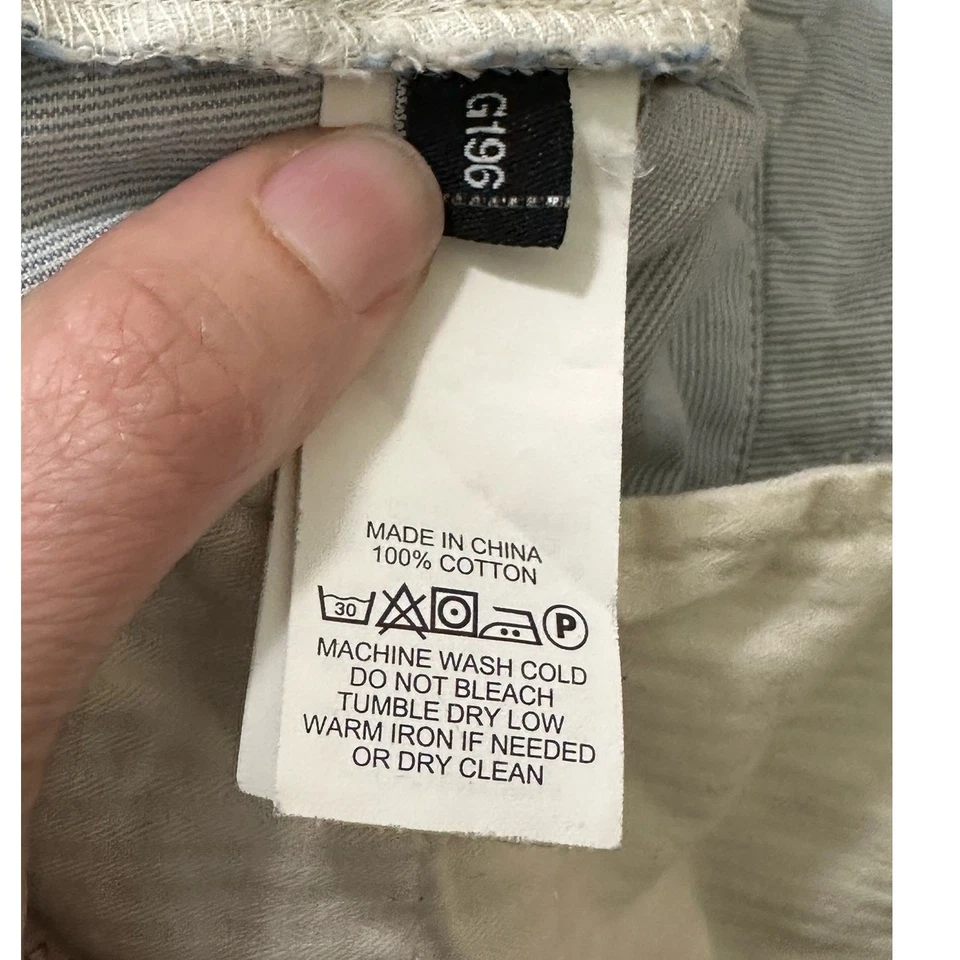 G196
MADE IN CHINA
100% COTTON
30 P
MACHINE WASH COLD
DO NOT BLEACH
TUMBLE DRY LOW
WARM IRON IF NEEDED
OR DRY CLEAN